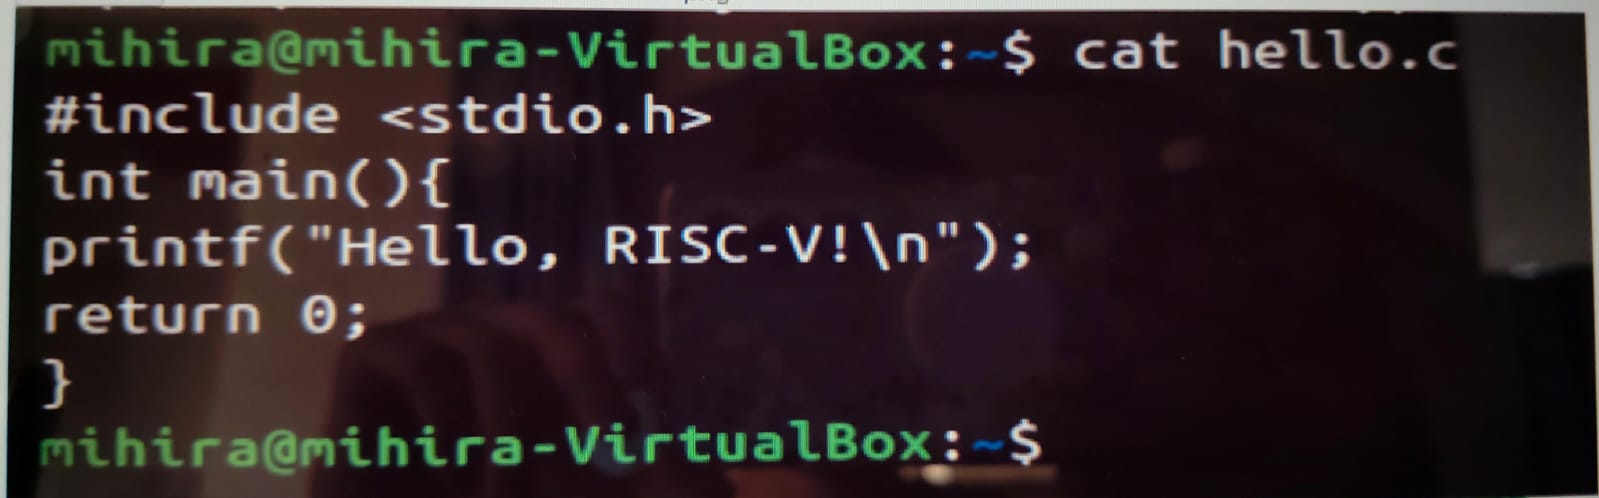 mihira@mihira-VirtualBox:~$ cat hello.c
#include <stdio.h>
int main(){
printf("Hello, RISC-V!\n");
return 0;
}
mihira@mihira-VirtualBox:~$